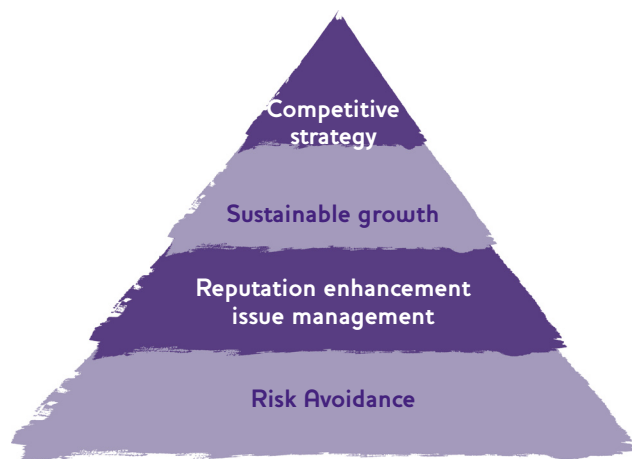 Competitive
strategy
Sustainable growth
Reputation enhancement
issue management
Risk Avoidance